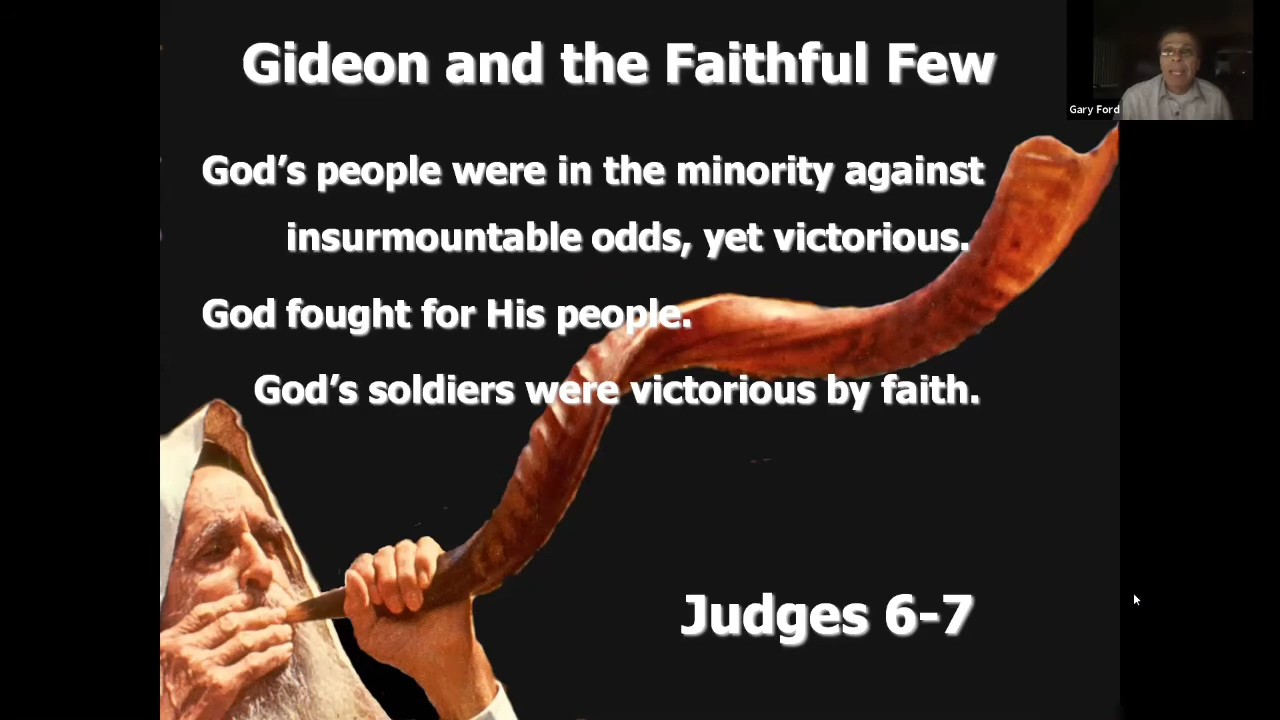 Gideon and the Faithful Few
Gary Ford
God’s people were in the minority against
insurmountable odds, yet victorious.
God fought for His people.
God’s soldiers were victorious by faith.
Judges 6-7